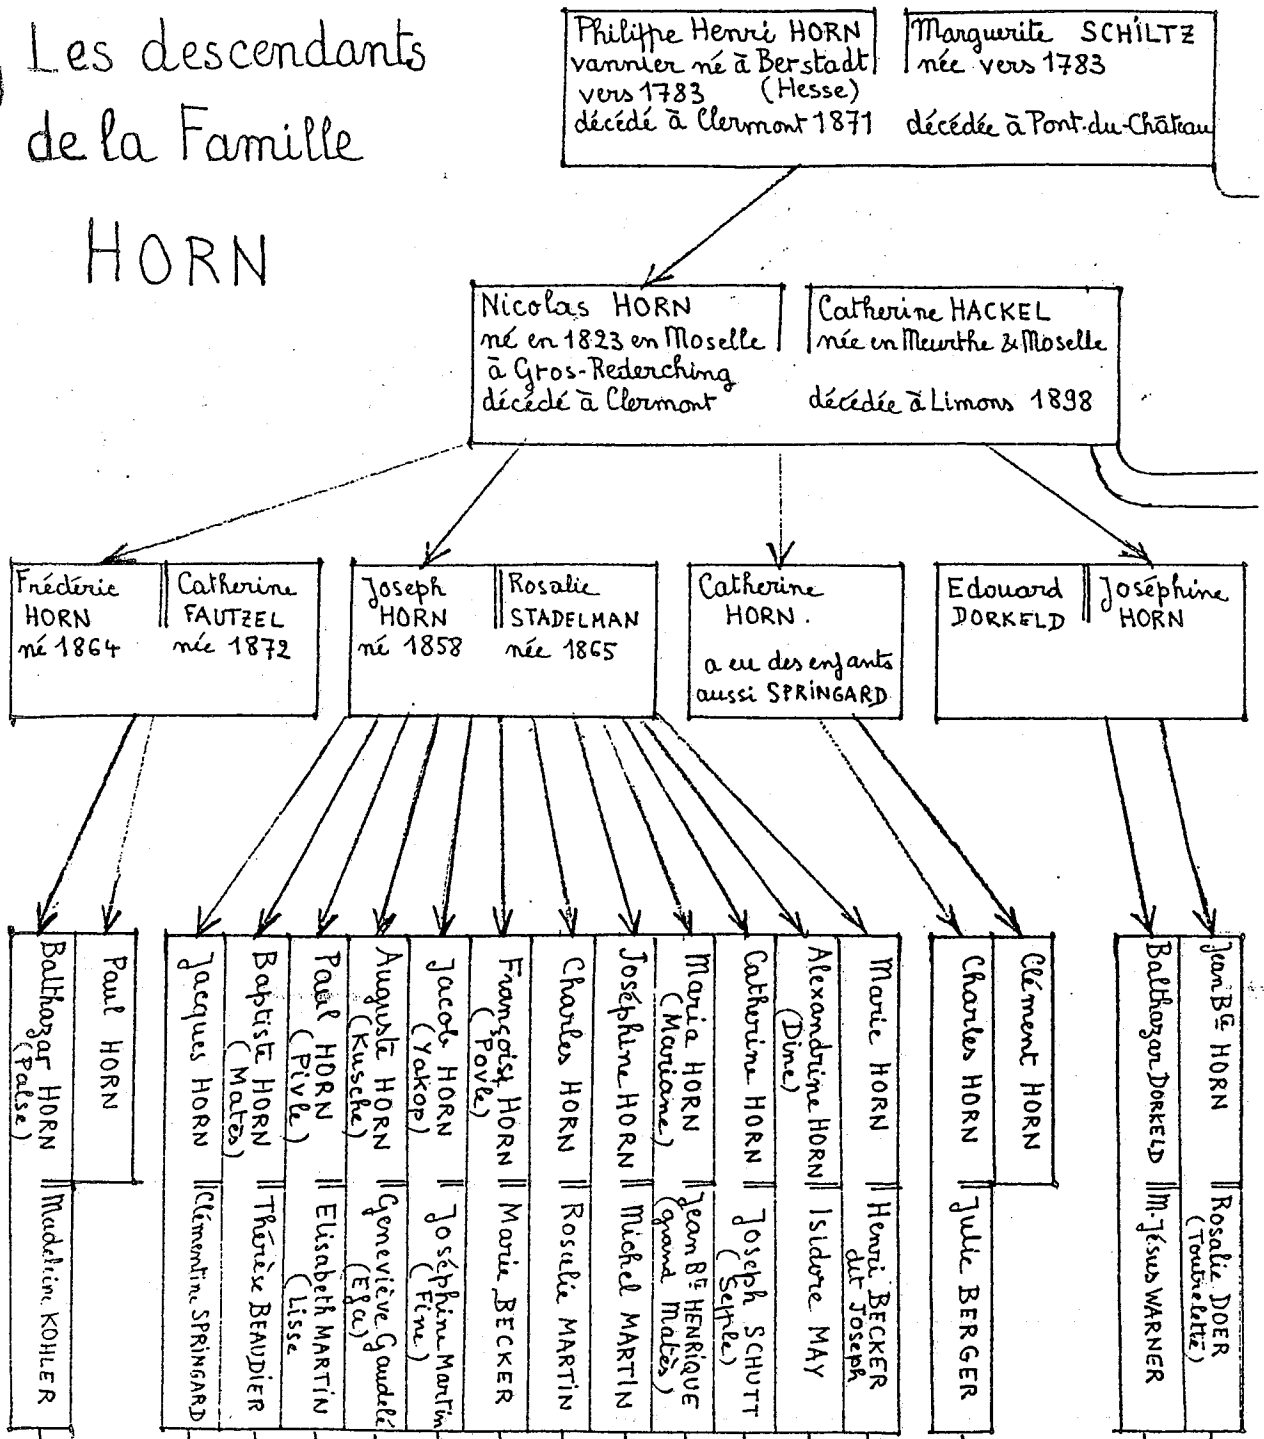 Les descendants
de la Famille
HORN
Philippe Henri HORN
vannier né à Berstadt
vers 1783 (Hesse)
décédé à Clermont 1871
Marguerite SCHILTZ
née vers 1783
décédée à Pont-du-Château
Nicolas HORN
né en 1823 en Moselle
à Gros-Rederching
décédé à Clermont
Catherine HACKEL
née en Meurthe & Moselle
décédée à Limons 1898
Frédéric
HORN
né 1864
Catherine
FAUTZEL
née 1872
Joseph
HORN
né 1858
Rosalie
STADELMAN
née 1865
Catherine
HORN.
a eu des enfants
aussi SPRINGARD
Edouard
DORKELD
Joséphine
HORN
Balthazar HORN
(Palse)
Madeleine KOHLER
Paul HORN
Jacques HORN
Clémentine SPRINGARD
Baptiste HORN
(Matès)
Thérèse BEAUDIER
Paul HORN
(Pivle)
Elisabeth MARTIN
(Lisse
Auguste HORN
(Kusche)
Geneviève Gaudelé
(Efa)
Jacob HORN
(Yakop)
Joséphine Martin
(Fine)
François HORN
(Povle)
Marie BECKER
Charles HORN
Rosalie MARTIN
Joséphine HORN
Michel MARTIN
Maria HORN
(Mariane)
Jean Bte HENRIQUE
(grand Matès)
Catherine HORN
Joseph SCHUTT
(Sepple)
Alexandrine HORN
(Dine)
Isidore MAY
Marie HORN
Henri BECKER
dit Joseph
Charles HORN
Julie BERGER
Clément HORN
Balthazar DORKELD
M-Jésus WARNER
Jean Bte HORN
Rosalie DOER